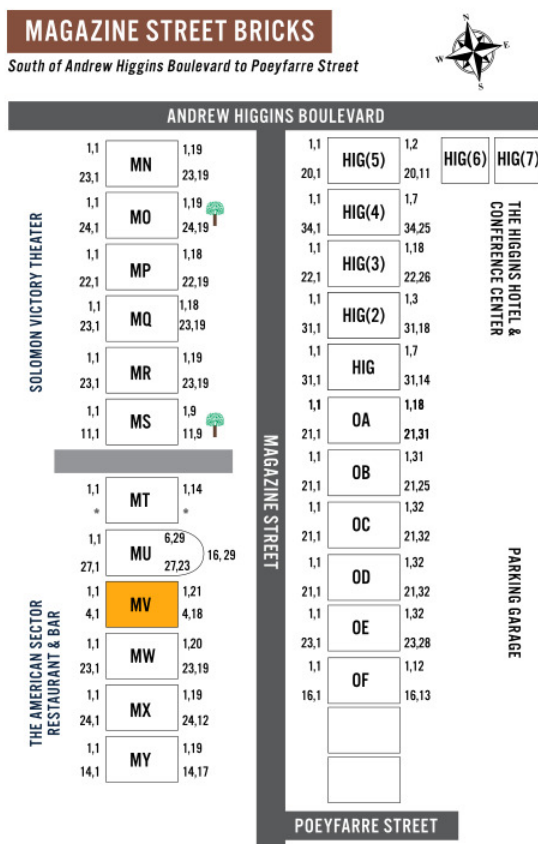 MAGAZINE STREET BRICKS
South of Andrew Higgins Boulevard to Poeyfarre Street
N
W E
S
ANDREW HIGGINS BOULEVARD
SOLOMON VICTORY THEATER
1,1 MN 1,19
23,1 23,19
1,1 MO 1,19
24,1 24,19
1,1 MP 1,18
22,1 22,19
1,1 MQ 1,18
23,1 23,19
1,1 MR 1,19
23,1 23,19
1,1 MS 1,9
11,1 11,9
THE AMERICAN SECTOR
RESTAURANT & BAR
1,1 MT 1,14
* *
1,1 MU 6,29
16, 29
27,1 27,23
1,1 MV 1,21
4,1 4,18
1,1 MW 1,20
23,1 23,19
1,1 MX 1,19
24,1 24,12
1,1 MY 1,19
14,1 14,17
MAGAZINE STREET
1,1 HIG(5) 1,2 HIG(6) HIG(7)
20,1 20,11
1,1 HIG(4) 1,7
34,1 34,25
1,1 HIG(3) 1,18
22,1 22,26
1,1 HIG(2) 1,3
31,1 31,18
1,1 HIG 1,7
31,1 31,14
1,1 OA 1,18
21,1 21,31
1,1 OB 1,31
21,1 21,25
1,1 OC 1,32
21,1 21,32
1,1 OD 1,32
21,1 21,32
1,1 OE 1,32
23,1 23,28
1,1 OF 1,12
16,1 16,13
THE HIGGINS HOTEL &
CONFERENCE CENTER
PARKING GARAGE
POEYFARRE STREET